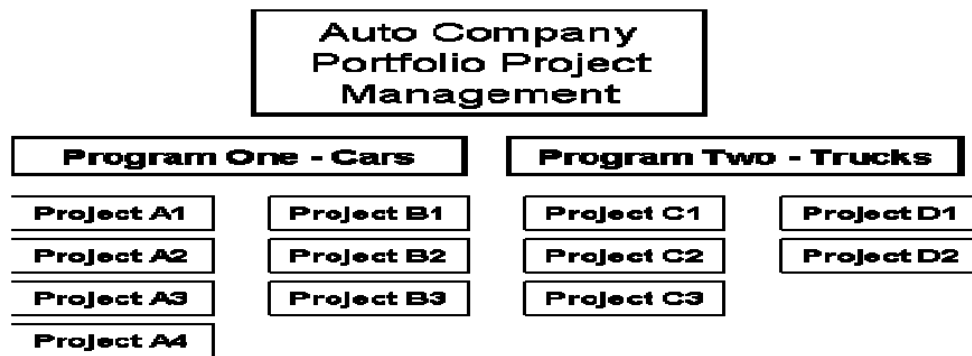 Auto Company
Portfolio Project
Management
Program One - Cars
Program Two - Trucks
Project A1
Project B1
Project C1
Project D1
Project A2
Project B2
Project C2
Project D2
Project A3
Project B3
Project C3
Project A4